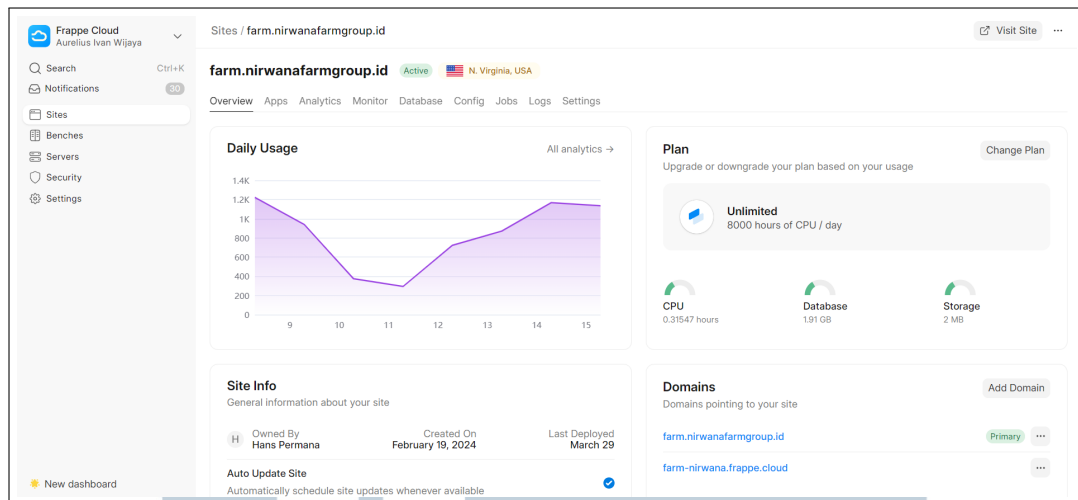 Frappe Cloud
Aurelius Ivan Wijaya
Search Ctrl+K
Notifications 30
Sites
Benches
Servers
Security
Settings
New dashboard
Sites / farm.nirwanafarmgroup.id
Visit Site ...
farm.nirwanafarmgroup.id Active N. Virginia, USA
Overview Apps Analytics Monitor Database Config Jobs Logs Settings
Daily Usage All analytics →
1.4K
1.2K
1K
800
600
400
200
0
9 10 11 12 13 14 15
Plan Change Plan
Upgrade or downgrade your plan based on your usage
Unlimited
8000 hours of CPU / day
CPU Database Storage
0.31547 hours 1.91 GB 2 MB
Site Info
General information about your site
H Owned By Created On Last Deployed
Hans Permana February 19, 2024 March 29
Auto Update Site
Automatically schedule site updates whenever available
Domains Add Domain
Domains pointing to your site
farm.nirwanafarmgroup.id Primary ...
farm-nirwana.frappe.cloud ...